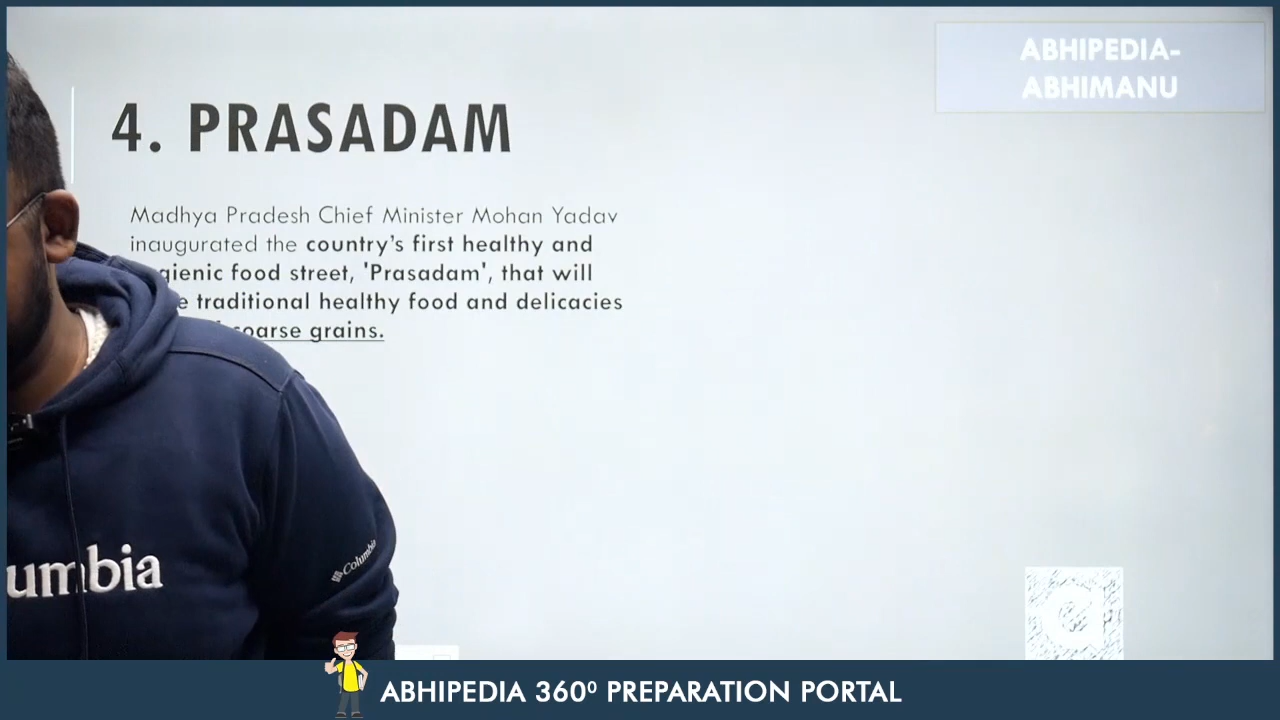 ABHIPEDIA-
ABHIMANU
4. PRASADAM
Madhya Pradesh Chief Minister Mohan Yadav
inaugurated the country's first healthy and
gienic food street, 'Prasadam', that will
e traditional healthy food and delicacies
coarse grains.
umbia
Columbia
ABHIPEDIA 360⁰ PREPARATION PORTAL